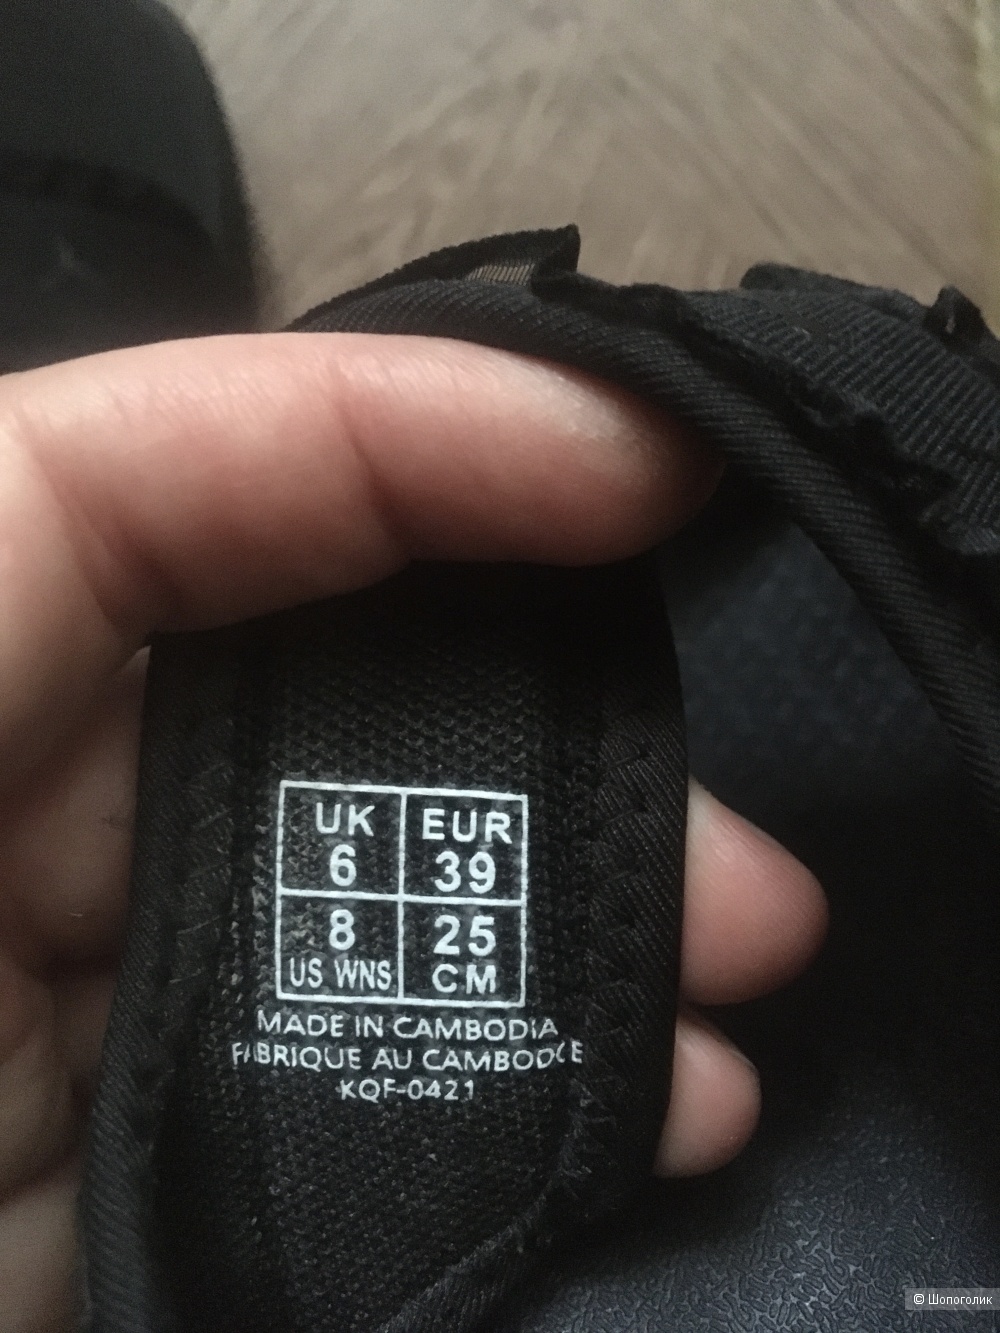 UK EUR
6 39
8 25
US WNS CM
MADE IN CAMBODIA
FABRIQUE AU CAMBODGE
KQF-0421
© Шопоголик